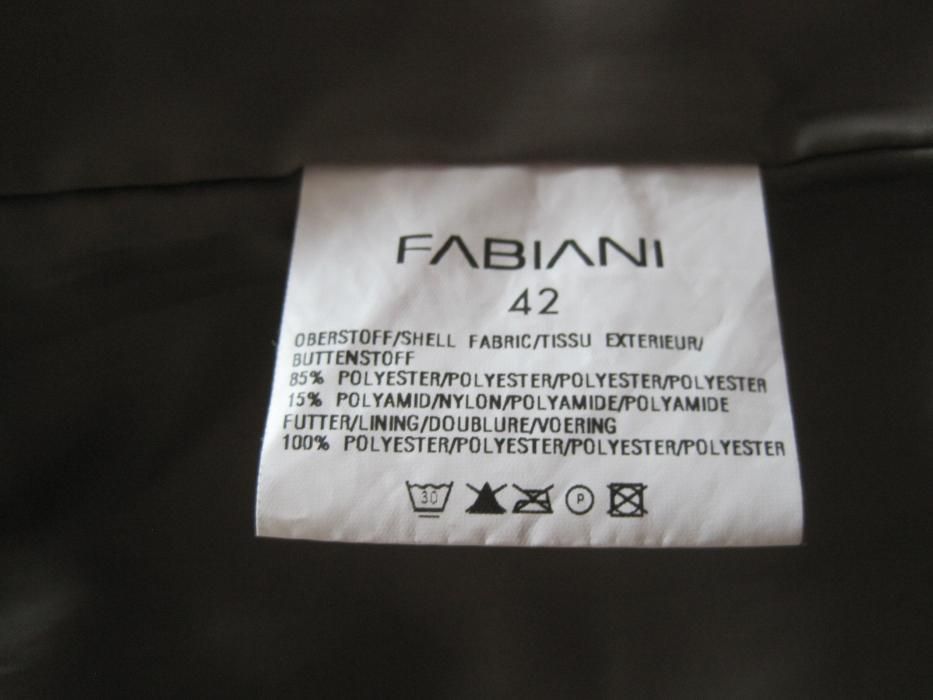 FABIANI
42
OBERSTOFF/SHELL FABRIC/TISSU EXTERIEUR/
BUTTENSTOFF
85% POLYESTER/POLYESTER/POLYESTER/POLYESTER
15% POLYAMID/NYLON/POLYAMIDE/POLYAMIDE
FUTTER/LINING/DOUBLURE/VOERING
100% POLYESTER/POLYESTER/POLYESTER/POLYESTER
30 P